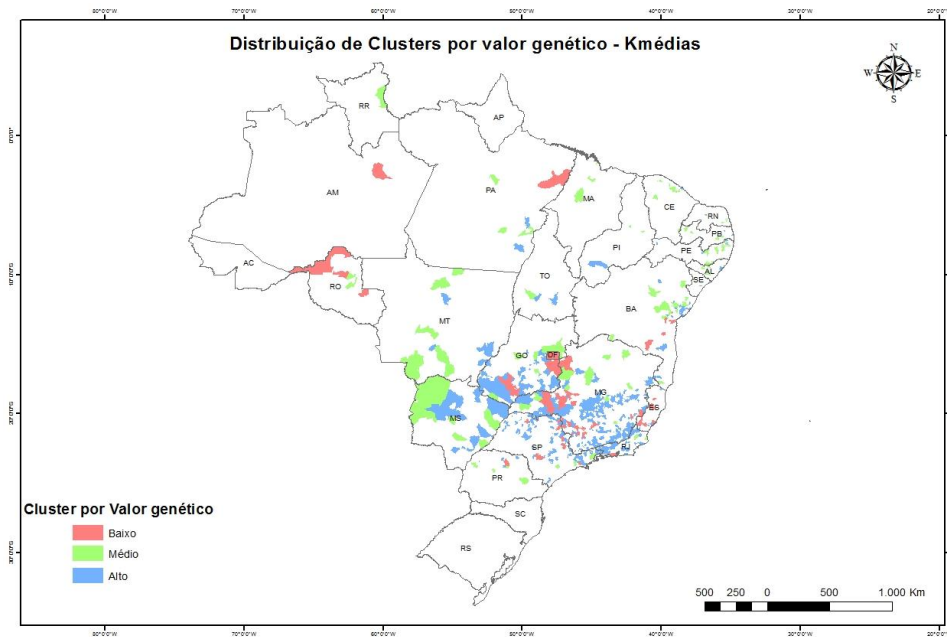 80°0'0"W 70°0'0"W 60°0'0"W 50°0'0"W 40°0'0"W 30°0'0"W 20°0'0"W
Distribuição de Clusters por valor genético - Kmédias
N
W E
S
RR
AP
0°0'0"
AM
PA
MA
CE
RN
PB
PI
PE
AL
SE
AC
RO
TO
BA
MT
GO
DF
MG
MS
ES
SP
RJ
PR
SC
RS
Cluster por Valor genético
Baixo
Médio
Alto
500 250 0 500 1.000 Km
80°0'0"W 70°0'0"W 60°0'0"W 50°0'0"W 40°0'0"W 30°0'0"W 20°0'0"W